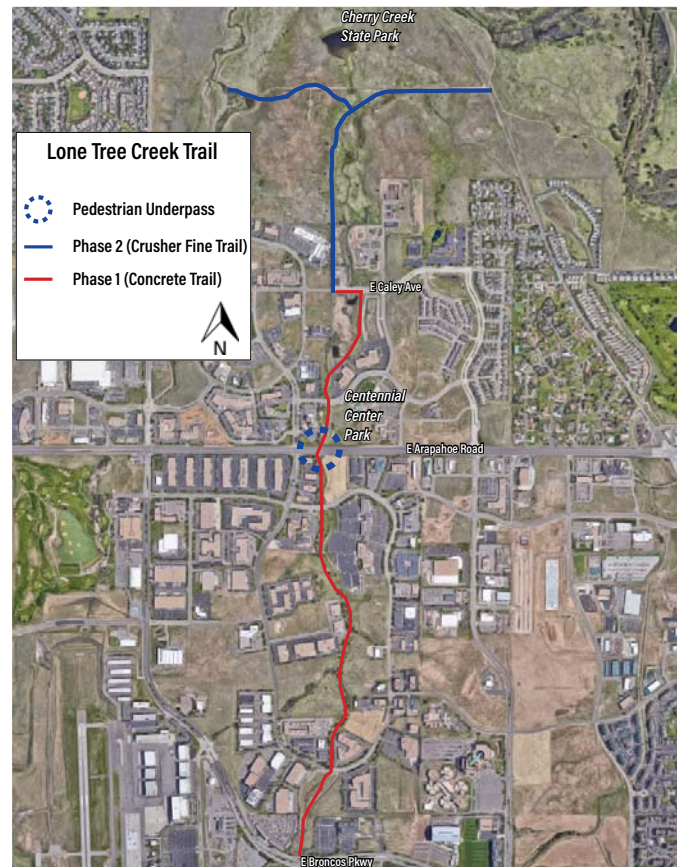 Cherry Creek
State Park
Lone Tree Creek Trail
Pedestrian Underpass
Phase 2 (Crusher Fine Trail)
Phase 1 (Concrete Trail)
N
E Caley Ave
Centennial
Center
Park
E Arapahoe Road
E Broncos Pkwy